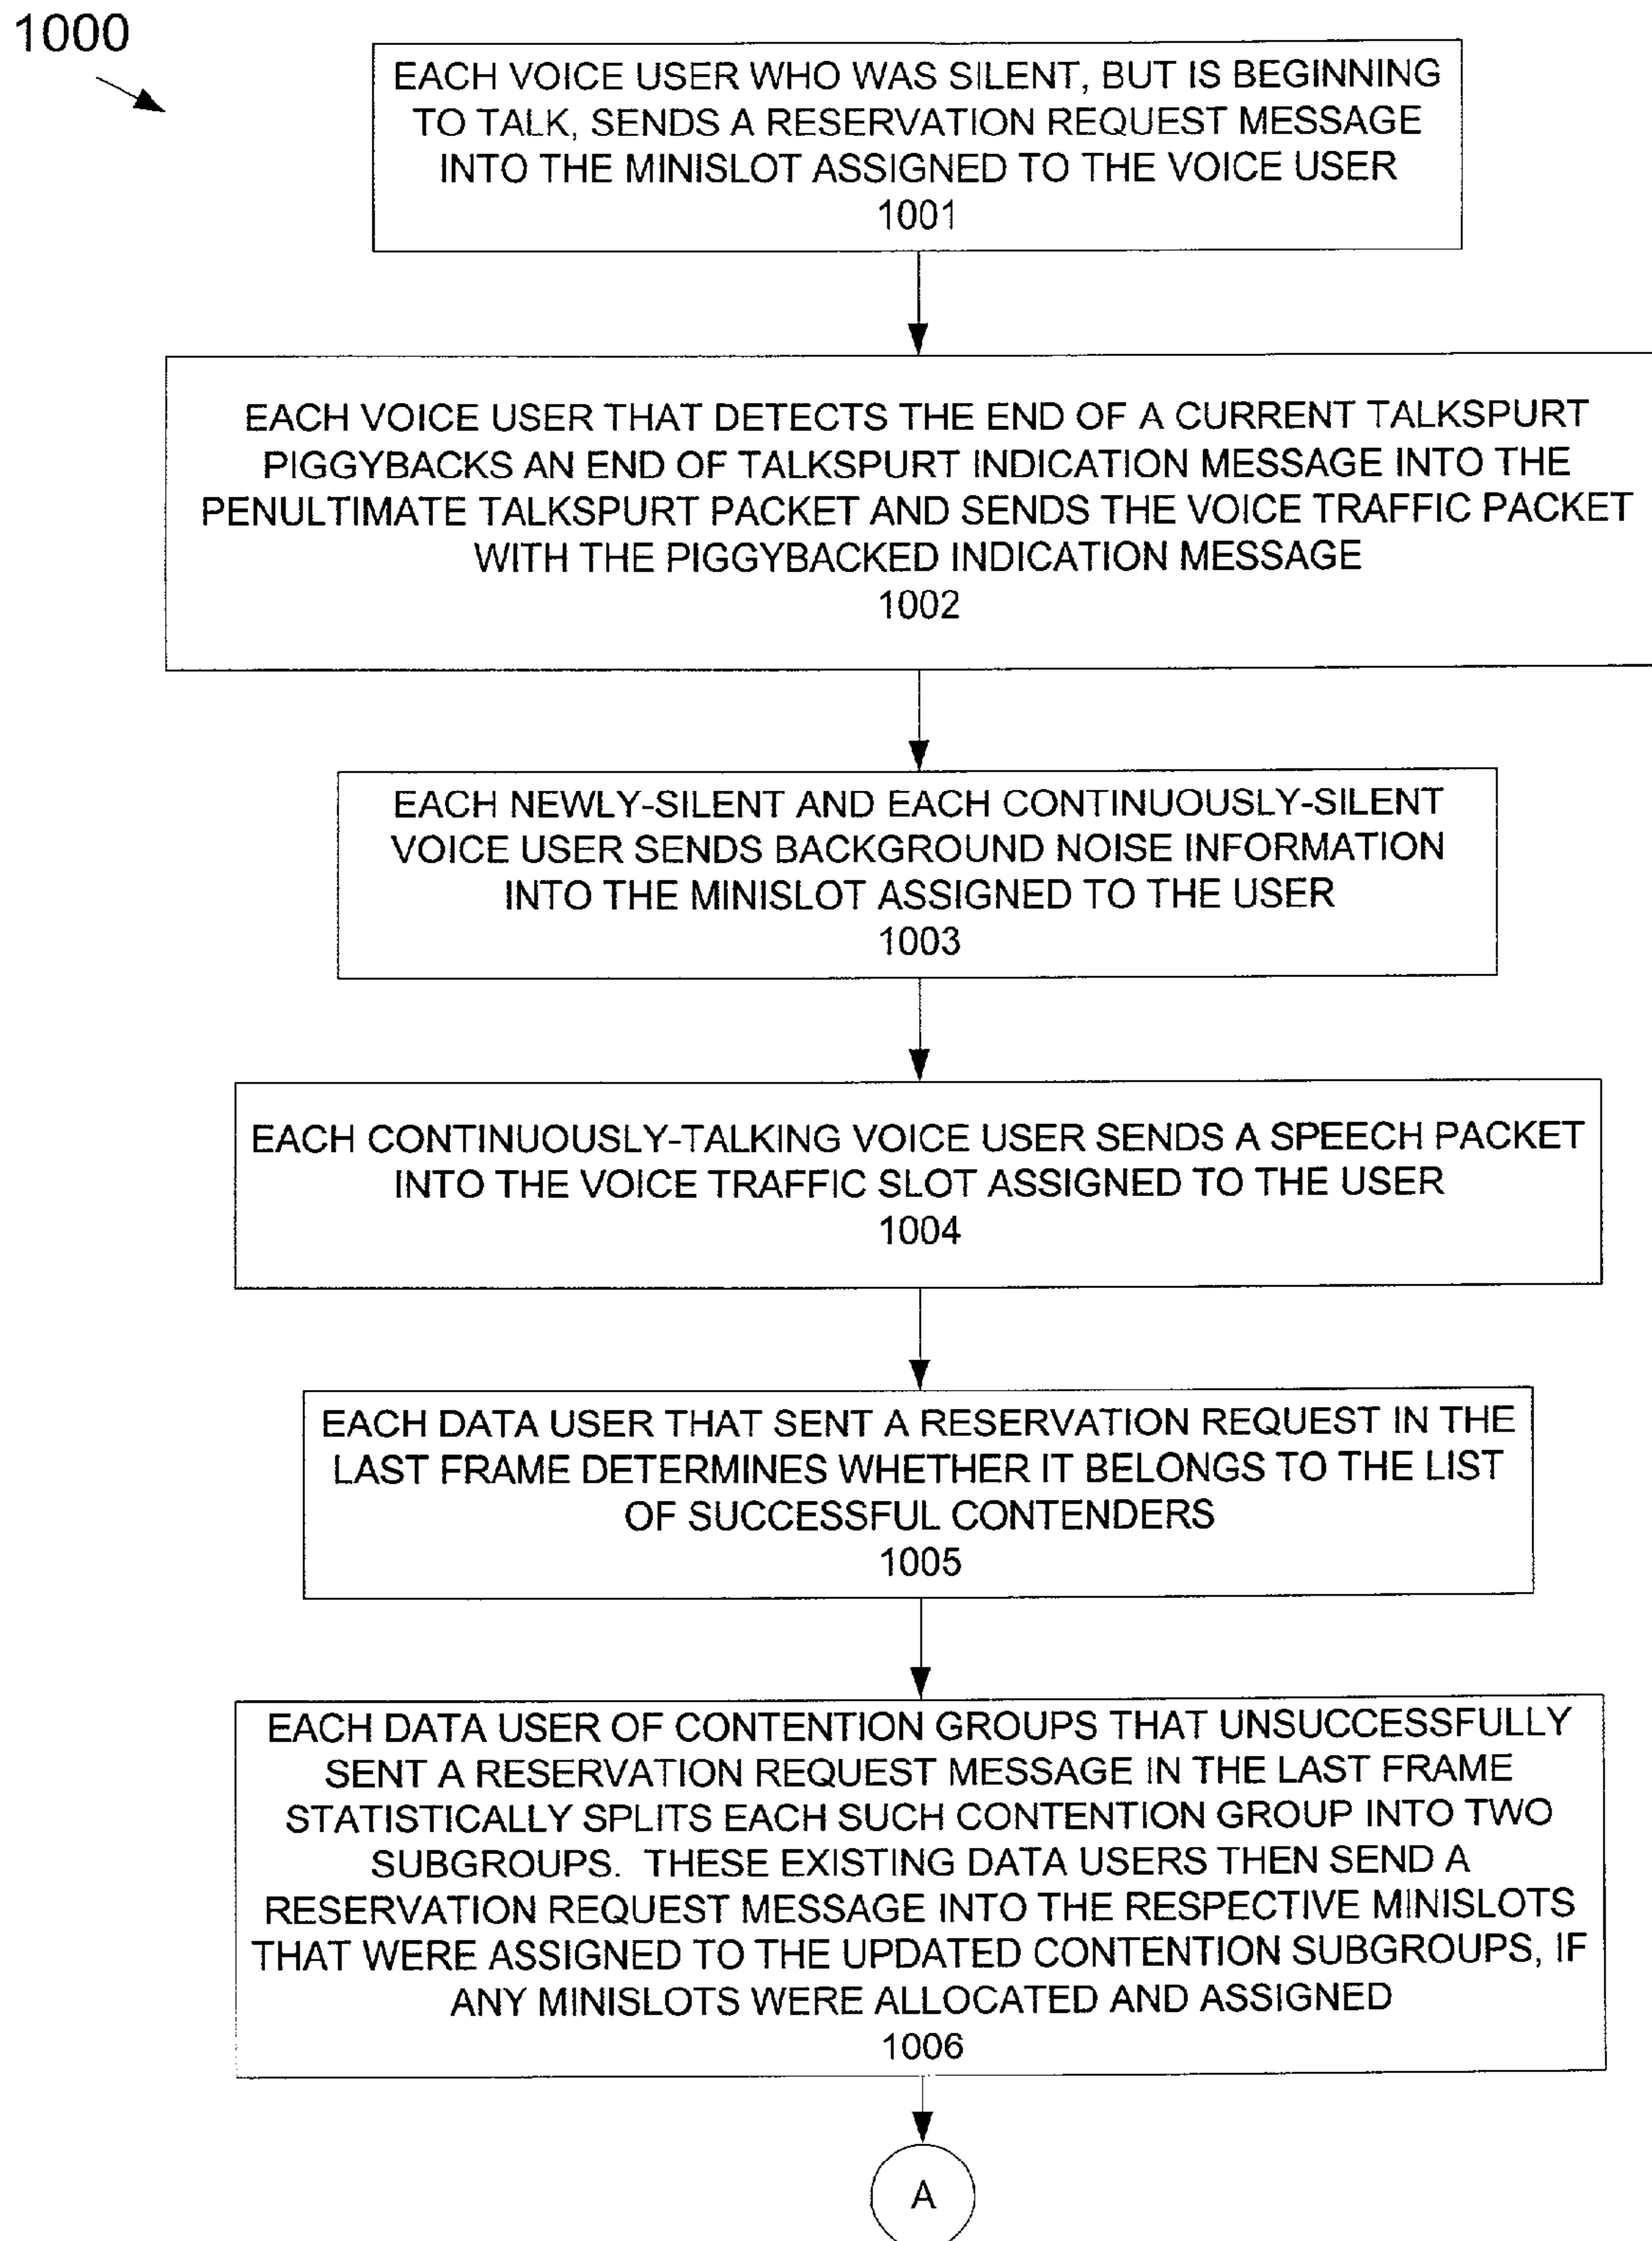 1000
EACH VOICE USER WHO WAS SILENT, BUT IS BEGINNING
TO TALK, SENDS A RESERVATION REQUEST MESSAGE
INTO THE MINISLOT ASSIGNED TO THE VOICE USER
1001
EACH VOICE USER THAT DETECTS THE END OF A CURRENT TALKSPURT
PIGGYBACKS AN END OF TALKSPURT INDICATION MESSAGE INTO THE
PENULTIMATE TALKSPURT PACKET AND SENDS THE VOICE TRAFFIC PACKET
WITH THE PIGGYBACKED INDICATION MESSAGE
1002
EACH NEWLY-SILENT AND EACH CONTINUOUSLY-SILENT
VOICE USER SENDS BACKGROUND NOISE INFORMATION
INTO THE MINISLOT ASSIGNED TO THE USER
1003
EACH CONTINUOUSLY-TALKING VOICE USER SENDS A SPEECH PACKET
INTO THE VOICE TRAFFIC SLOT ASSIGNED TO THE USER
1004
EACH DATA USER THAT SENT A RESERVATION REQUEST IN THE
LAST FRAME DETERMINES WHETHER IT BELONGS TO THE LIST
OF SUCCESSFUL CONTENDERS
1005
EACH DATA USER OF CONTENTION GROUPS THAT UNSUCCESSFULLY
SENT A RESERVATION REQUEST MESSAGE IN THE LAST FRAME
STATISTICALLY SPLITS EACH SUCH CONTENTION GROUP INTO TWO
SUBGROUPS. THESE EXISTING DATA USERS THEN SEND A
RESERVATION REQUEST MESSAGE INTO THE RESPECTIVE MINISLOTS
THAT WERE ASSIGNED TO THE UPDATED CONTENTION SUBGROUPS, IF
ANY MINISLOTS WERE ALLOCATED AND ASSIGNED
1006
A